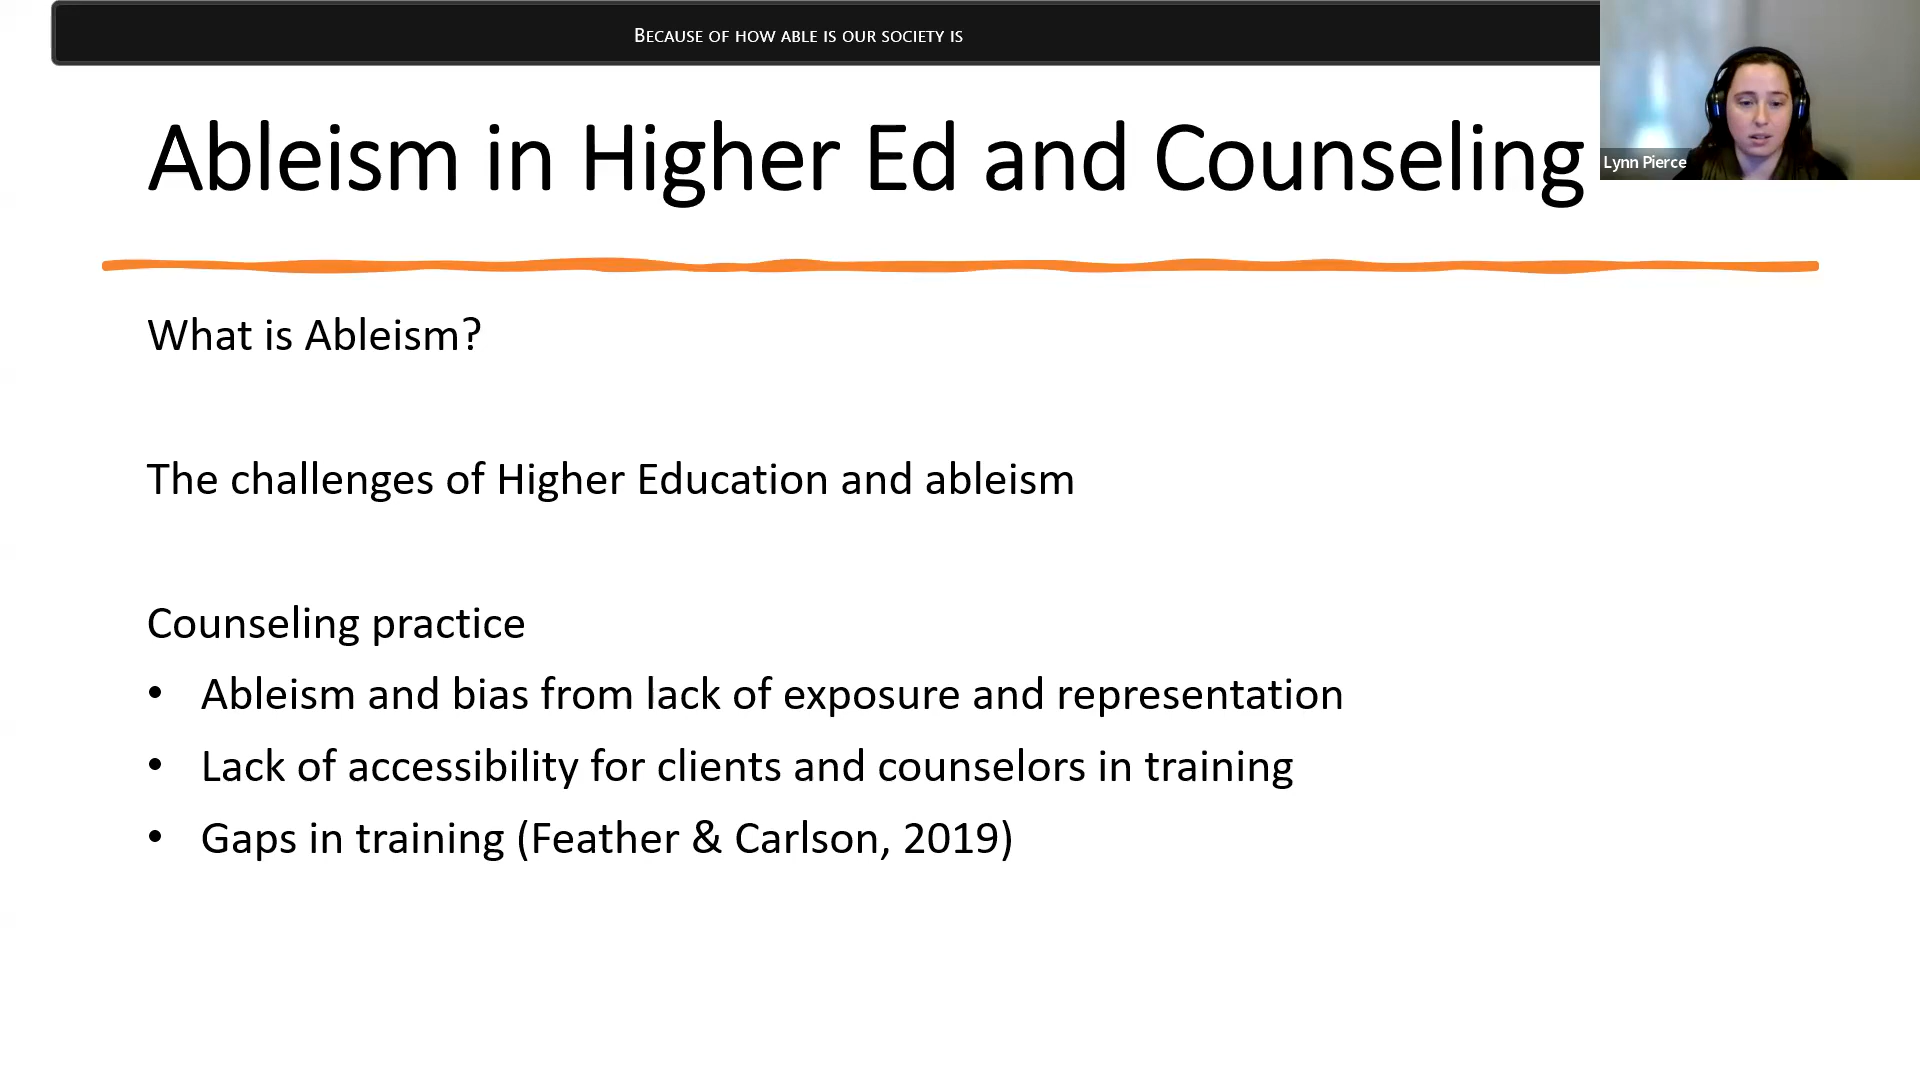 BECAUSE OF HOW ABLE IS OUR SOCIETY IS
Ableism in Higher Ed and Counseling
Lynn Pierce
What is Ableism?
The challenges of Higher Education and ableism
Counseling practice
• Ableism and bias from lack of exposure and representation
• Lack of accessibility for clients and counselors in training
• Gaps in training (Feather & Carlson, 2019)